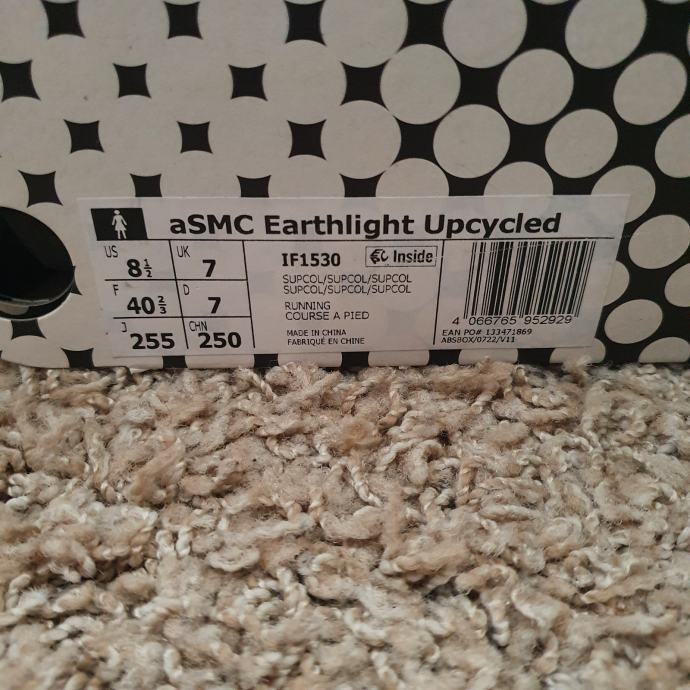 aSMC Earthlight Upcycled
US 8½ UK 7
F 40⅔ D 7
J 255 CHN 250
IF1530 Inside
SUPCOL/SUPCOL/SUPCOL
SUPCOL/SUPCOL/SUPCOL
RUNNING
COURSE A PIED
MADE IN CHINA
FABRIQUÉ EN CHINE
4 066765 952929
EAN PO# 133471869
ABSBOX/0722/V11